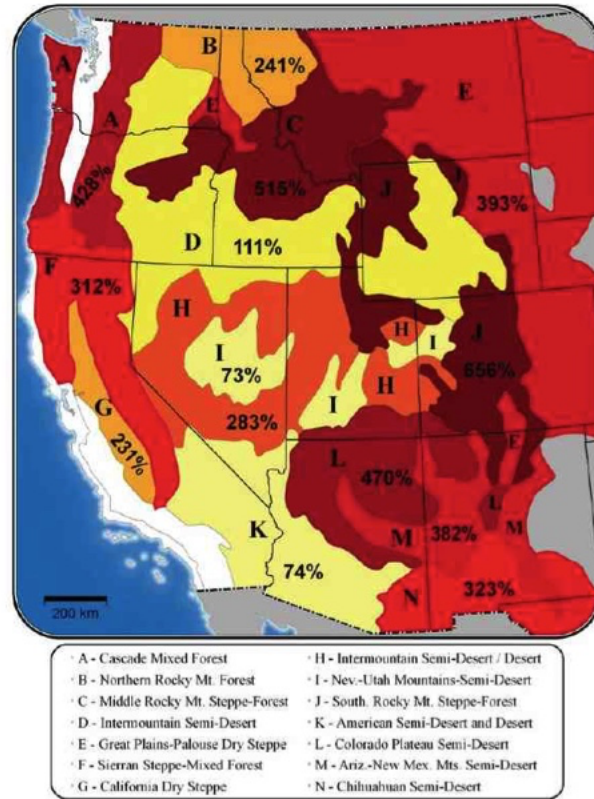 B
241%
A
E
E
C
A
428%
515%
J
J
393%
D
111%
F
312%
H
H
J
I
I
73%
656%
H
G
283%
I
231%
L
E
470%
L
K
M
382%
M
74%
N
323%
200 km
A - Cascade Mixed Forest
B - Northern Rocky Mt. Forest
C - Middle Rocky Mt. Steppe-Forest
D - Intermountain Semi-Desert
E - Great Plains-Palouse Dry Steppe
F - Sierran Steppe-Mixed Forest
G - California Dry Steppe
H - Intermountain Semi-Desert / Desert
I - Nev.-Utah Mountains-Semi-Desert
J - South. Rocky Mt. Steppe-Forest
K - American Semi-Desert and Desert
L - Colorado Plateau Semi-Desert
M - Ariz.-New Mex. Mts. Semi-Desert
N - Chihuahuan Semi-Desert